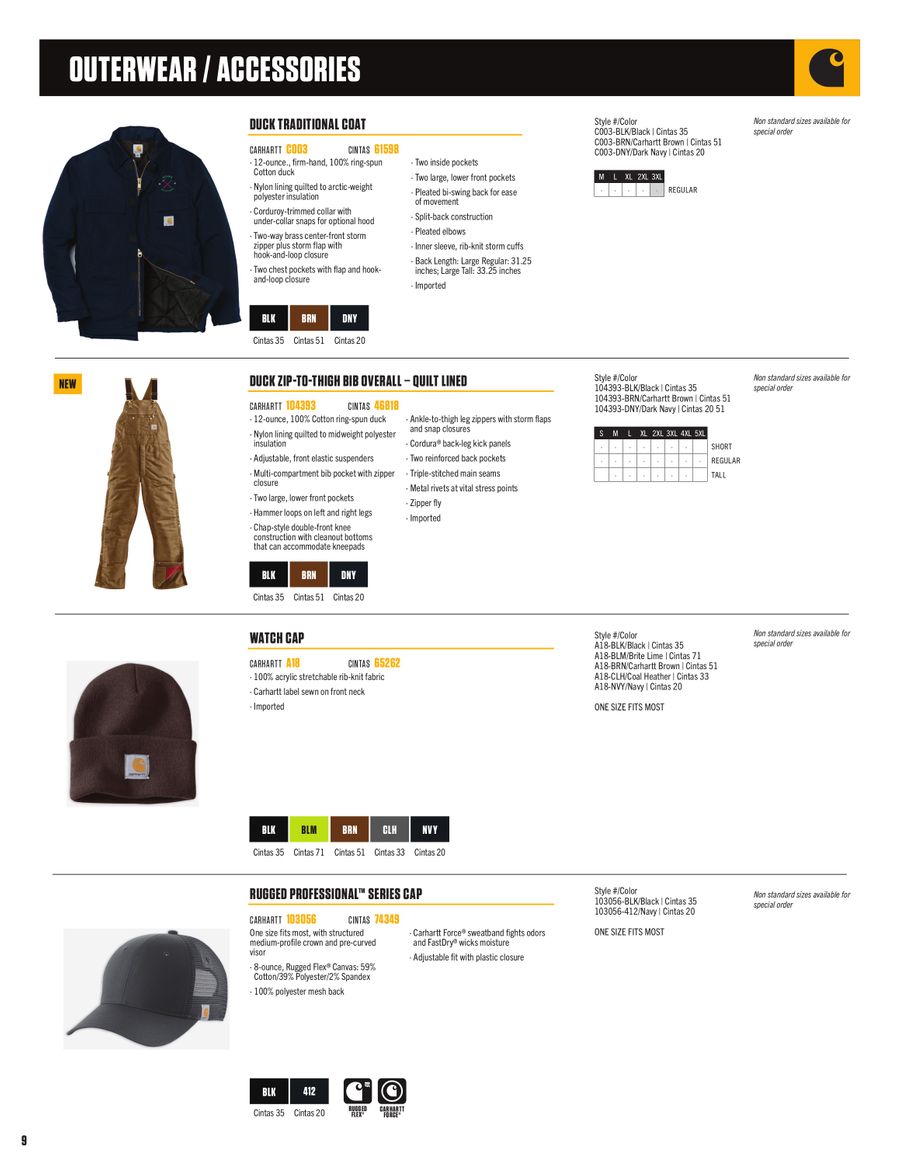 OUTERWEAR / ACCESSORIES
DUCK TRADITIONAL COAT
CARHARTT C003 CINTAS 61598
· 12-ounce., firm-hand, 100% ring-spun
Cotton duck
· Nylon lining quilted to arctic-weight
polyester insulation
· Corduroy-trimmed collar with
under-collar snaps for optional hood
· Two-way brass center-front storm
zipper plus storm flap with
hook-and-loop closure
· Two chest pockets with flap and hook-
and-loop closure
· Two inside pockets
· Two large, lower front pockets
· Pleated bi-swing back for ease
of movement
· Split-back construction
· Pleated elbows
· Inner sleeve, rib-knit storm cuffs
· Back Length: Large Regular: 31.25
inches; Large Tall: 33.25 inches
· Imported
BLK BRN DNY
Cintas 35 Cintas 51 Cintas 20
Style #/Color
C003-BLK/Black | Cintas 35
C003-BRN/Carhartt Brown | Cintas 51
C003-DNY/Dark Navy | Cintas 20
M L XL 2XL 3XL
· · · · · REGULAR
Non standard sizes available for
special order
NEW
DUCK ZIP-TO-THIGH BIB OVERALL – QUILT LINED
CARHARTT 104393 CINTAS 46818
· 12-ounce, 100% Cotton ring-spun duck
· Nylon lining quilted to midweight polyester
insulation
· Adjustable, front elastic suspenders
· Multi-compartment bib pocket with zipper
closure
· Two large, lower front pockets
· Hammer loops on left and right legs
· Chap-style double-front knee
construction with cleanout bottoms
that can accommodate kneepads
· Ankle-to-thigh leg zippers with storm flaps
and snap closures
· Cordura® back-leg kick panels
· Two reinforced back pockets
· Triple-stitched main seams
· Metal rivets at vital stress points
· Zipper fly
· Imported
BLK BRN DNY
Cintas 35 Cintas 51 Cintas 20
Style #/Color
104393-BLK/Black | Cintas 35
104393-BRN/Carhartt Brown | Cintas 51
104393-DNY/Dark Navy | Cintas 20 51
S M L XL 2XL 3XL 4XL 5XL
· · · · · · · SHORT
· · · · · · · · REGULAR
· · · · · · TALL
Non standard sizes available for
special order
WATCH CAP
CARHARTT A18 CINTAS 65262
· 100% acrylic stretchable rib-knit fabric
· Carhartt label sewn on front neck
· Imported
BLK BLM BRN CLH NVY
Cintas 35 Cintas 71 Cintas 51 Cintas 33 Cintas 20
Style #/Color
A18-BLK/Black | Cintas 35
A18-BLM/Brite Lime | Cintas 71
A18-BRN/Carhartt Brown | Cintas 51
A18-CLH/Coal Heather | Cintas 33
A18-NVY/Navy | Cintas 20
ONE SIZE FITS MOST
Non standard sizes available for
special order
carhartt
RUGGED PROFESSIONAL™ SERIES CAP
CARHARTT 103056 CINTAS 74349
One size fits most, with structured
medium-profile crown and pre-curved
visor
· 8-ounce, Rugged Flex® Canvas: 59%
Cotton/39% Polyester/2% Spandex
· 100% polyester mesh back
· Carhartt Force® sweatband fights odors
and FastDry® wicks moisture
· Adjustable fit with plastic closure
BLK 412
Cintas 35 Cintas 20
RUGGED FLEX®
CARHARTT FORCE®
Style #/Color
103056-BLK/Black | Cintas 35
103056-412/Navy | Cintas 20
ONE SIZE FITS MOST
Non standard sizes available for
special order
9